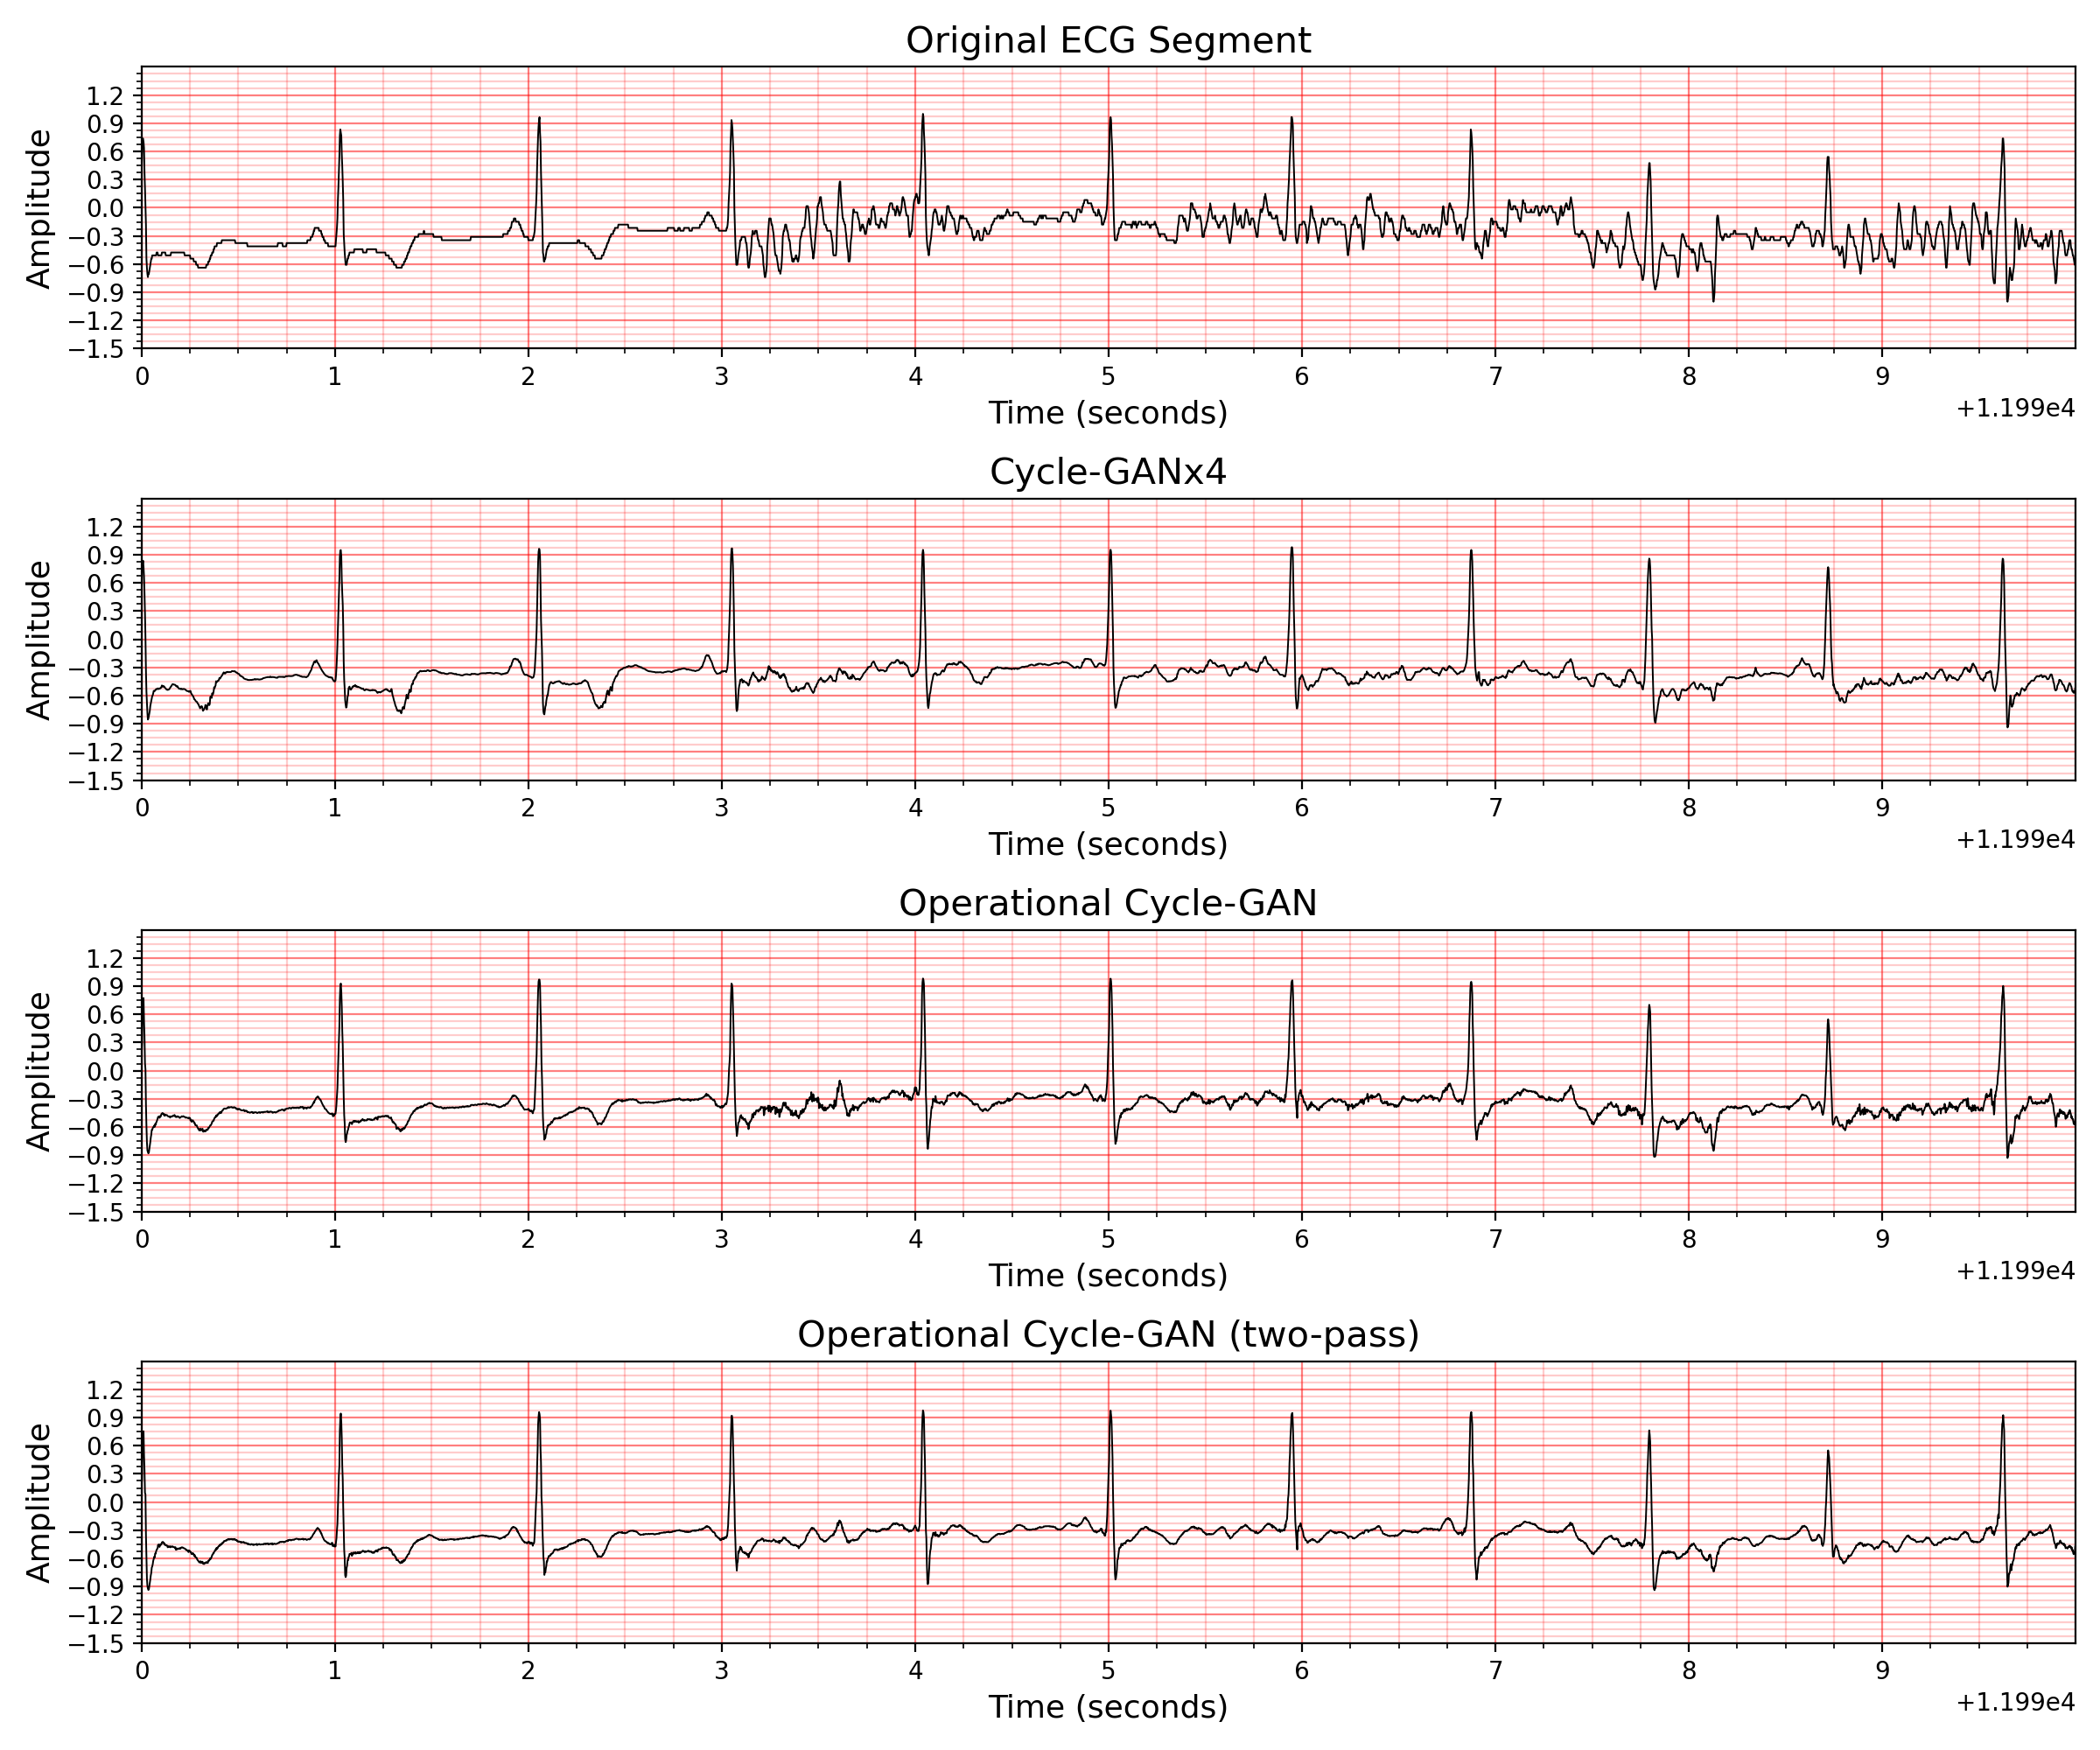 Original ECG Segment
Amplitude
1.2
0.9
0.6
0.3
0.0
−0.3
−0.6
−0.9
−1.2
−1.5
0 1 2 3 4 5 6 7 8 9
Time (seconds)
+1.199e4
Cycle-GANx4
Amplitude
1.2
0.9
0.6
0.3
0.0
−0.3
−0.6
−0.9
−1.2
−1.5
0 1 2 3 4 5 6 7 8 9
Time (seconds)
+1.199e4
Operational Cycle-GAN
Amplitude
1.2
0.9
0.6
0.3
0.0
−0.3
−0.6
−0.9
−1.2
−1.5
0 1 2 3 4 5 6 7 8 9
Time (seconds)
+1.199e4
Operational Cycle-GAN (two-pass)
Amplitude
1.2
0.9
0.6
0.3
0.0
−0.3
−0.6
−0.9
−1.2
−1.5
0 1 2 3 4 5 6 7 8 9
Time (seconds)
+1.199e4